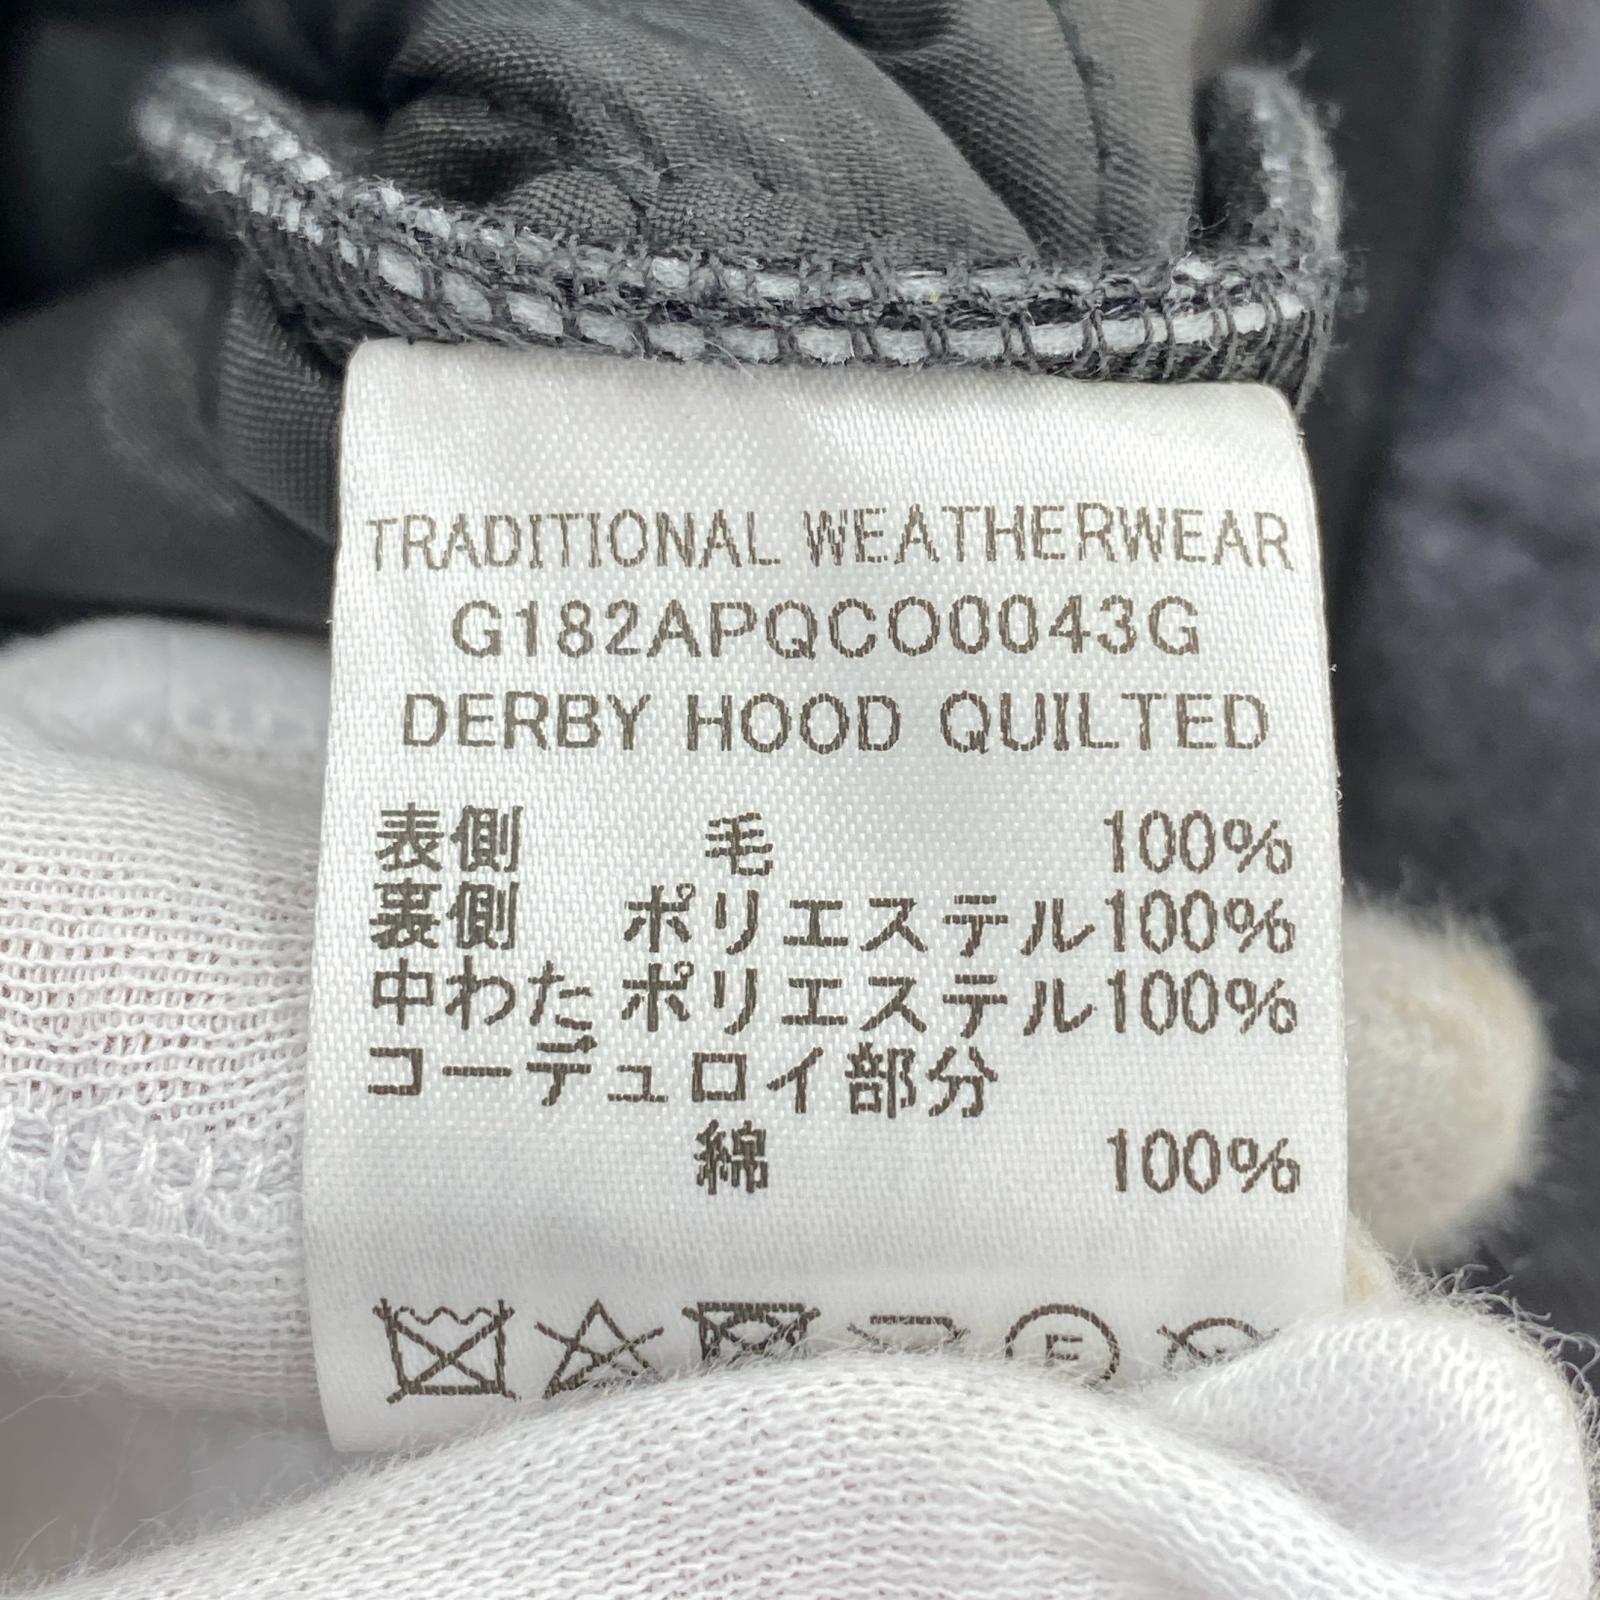 TRADITIONAL WEATHERWEAR
G182APQCO0043G
DERBY HOOD QUILTED
表側 毛 100%
裏側 ポリエステル100%
中わた ポリエステル100%
コーデュロイ部分
綿 100%
F